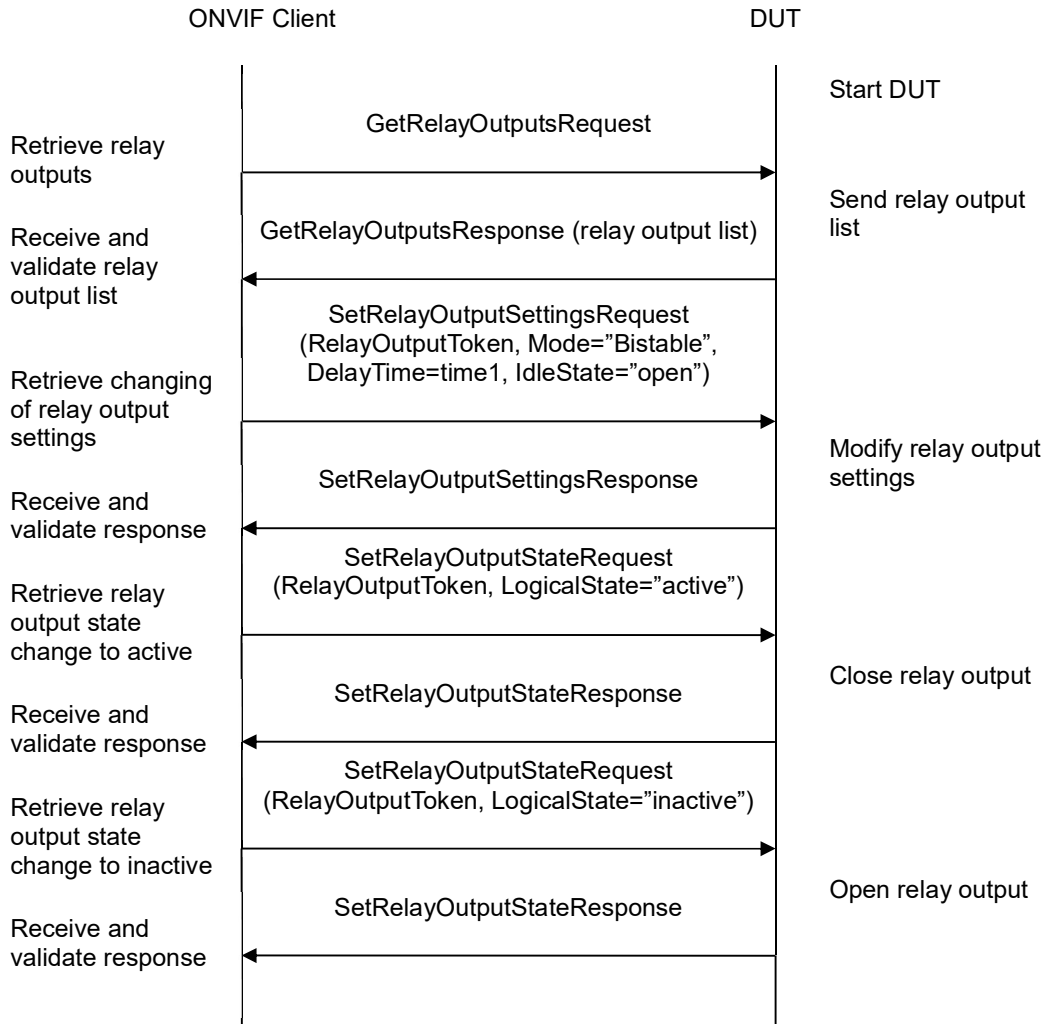 ONVIF Client
DUT
Start DUT
GetRelayOutputsRequest
Retrieve relay
outputs
Send relay output
list
GetRelayOutputsResponse (relay output list)
Receive and
validate relay
output list
SetRelayOutputSettingsRequest
(RelayOutputToken, Mode=”Bistable”,
DelayTime=time1, IdleState=”open”)
Retrieve changing
of relay output
settings
Modify relay output
settings
SetRelayOutputSettingsResponse
Receive and
validate response
SetRelayOutputStateRequest
(RelayOutputToken, LogicalState=”active”)
Retrieve relay
output state
change to active
Close relay output
SetRelayOutputStateResponse
Receive and
validate response
SetRelayOutputStateRequest
(RelayOutputToken, LogicalState=”inactive”)
Retrieve relay
output state
change to inactive
Open relay output
SetRelayOutputStateResponse
Receive and
validate response